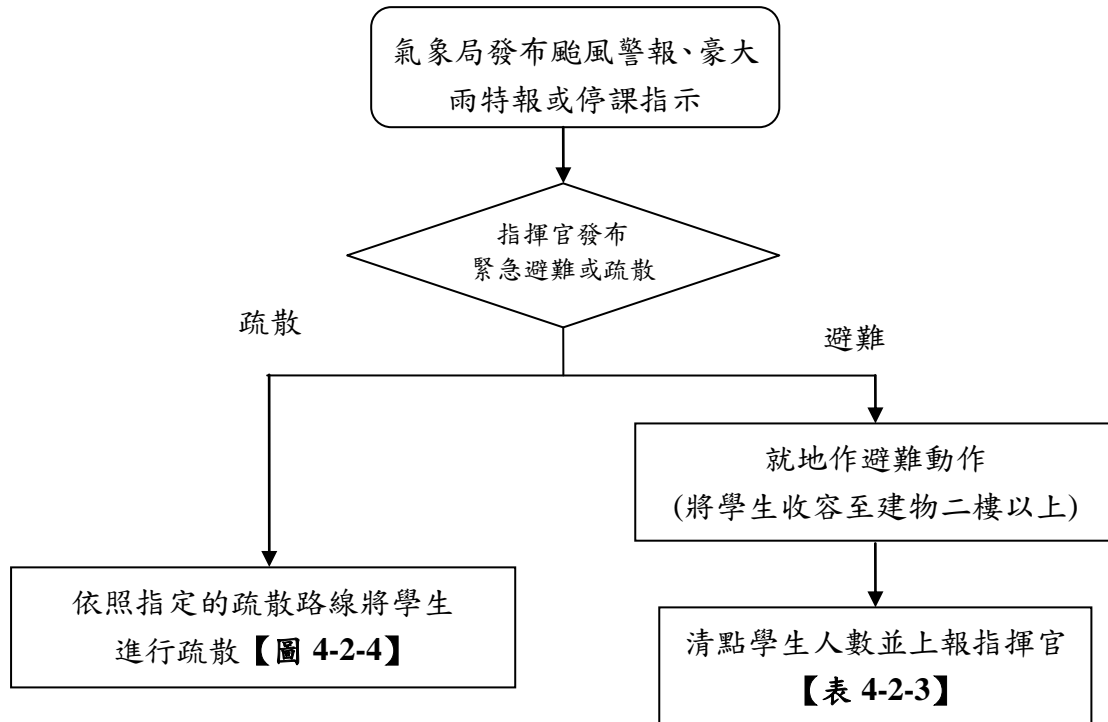 氣象局發布颱風警報、豪大
雨特報或停課指示
指揮官發布
緊急避難或疏散
疏散
避難
就地作避難動作
(將學生收容至建物二樓以上)
依照指定的疏散路線將學生
進行疏散【圖 4-2-4】
清點學生人數並上報指揮官
【表 4-2-3】